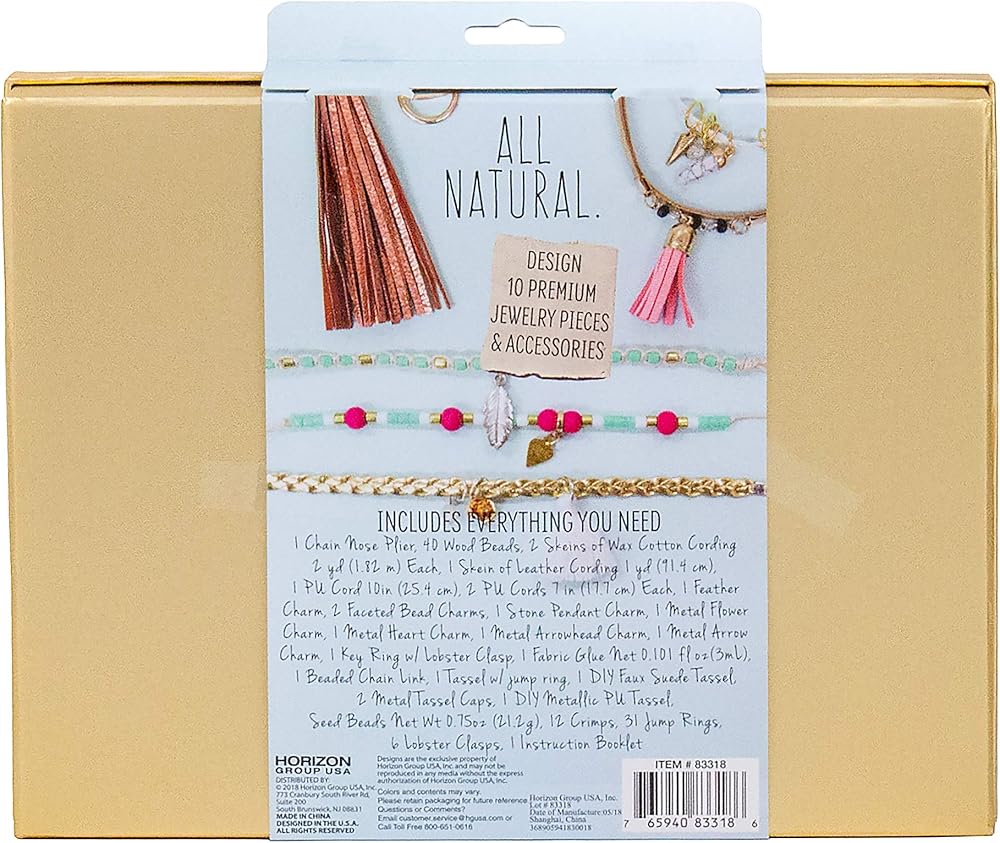 ALL
NATURAL.
DESIGN
10 PREMIUM
JEWELRY PIECES
& ACCESSORIES
INCLUDES EVERYTHING YOU NEED
1 Chain Nose Plier, 40 Wood Beads, 2 Skeins of Wax Cotton Cording
2 yd (1.82 m) Each, 1 Skein of Leather Cording 1 yd (91.4 cm),
1 PU Cord 10in (25.4 cm), 2 PU Cords 7 in (17.7 cm) Each, 1 Feather
Charm, 2 Faceted Bead Charms, 1 Stone Pendant Charm, 1 Metal Flower
Charm, 1 Metal Heart Charm, 1 Metal Arrowhead Charm, 1 Metal Arrow
Charm, 1 Key Ring w/ Lobster Clasp, 1 Fabric Glue Net 0.101 fl oz(3mL),
1 Beaded Chain Link, 1 Tassel w/ jump ring, 1 DIY Faux Suede Tassel,
2 Metal Tassel Caps, 1 DIY Metallic PU Tassel,
Seed Beads Net Wt 0.75oz (21.2g), 12 Crimps, 31 Jump Rings,
6 Lobster Clasps, 1 Instruction Booklet
HORIZON
GROUP USA
DISTRIBUTED BY:
© 2018 Horizon Group USA, Inc.
773 Cranbury South River Rd,
Suite 200
South Brunswick, NJ 08831
MADE IN CHINA
DESIGNED IN THE U.S.A.
ALL RIGHTS RESERVED
Designs are the exclusive property of
Horizon Group USA, Inc. and may not be
reproduced in any media without the express
authorization of Horizon Group USA, Inc.
Colors and contents may vary.
Please retain packaging for future reference.
Questions or Comments?
Email customer.service@hgusa.com or
Call Toll Free 800-651-0616
Horizon Group USA, Inc.
Lot # 83318
Date of Manufacture 05/18
Shanghai, China
368905941830018
ITEM # 83318
7 65940 83318 6